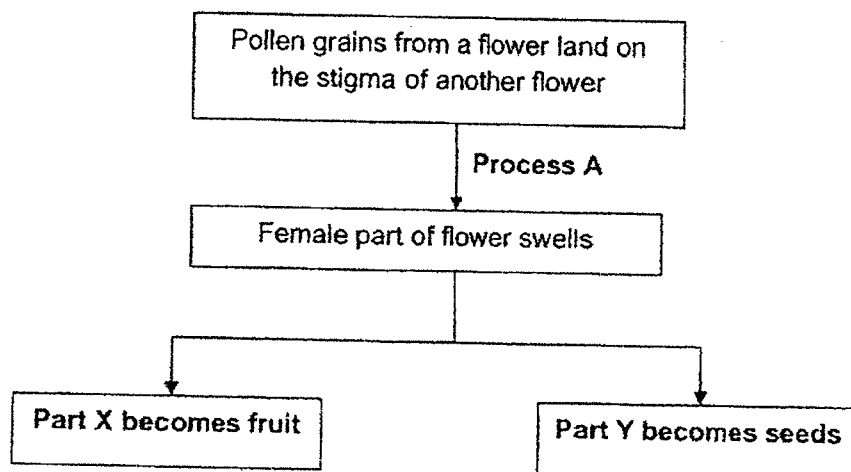 Pollen grains from a flower land on
the stigma of another flower
Process A
Female part of flower swells
Part X becomes fruit
Part Y becomes seeds